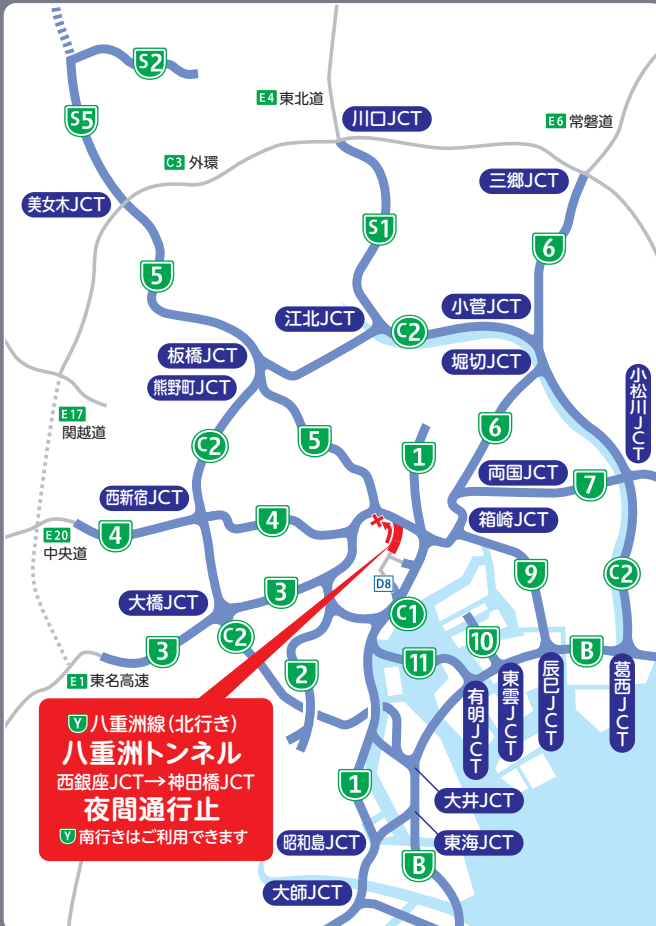 S2
E4 東北道
川口JCT
E6 常磐道
S5
C3 外環
三郷JCT
美女木JCT
S1
6
5
小菅JCT
江北JCT
C2
板橋JCT
堀切JCT
熊野町JCT
小松川JCT
E17
関越道
C2
5
1
6
両国JCT
7
西新宿JCT
箱崎JCT
4
4
E20
中央道
9
D8
C2
大橋JCT
3
C1
C2
10
B
3
11
E1 東名高速
2
有明JCT
東雲JCT
辰巳JCT
葛西JCT
Y 八重洲線(北行き)
八重洲トンネル
西銀座JCT→神田橋JCT
夜間通行止
Y 南行きはご利用できます
1
大井JCT
昭和島JCT
東海JCT
B
大師JCT